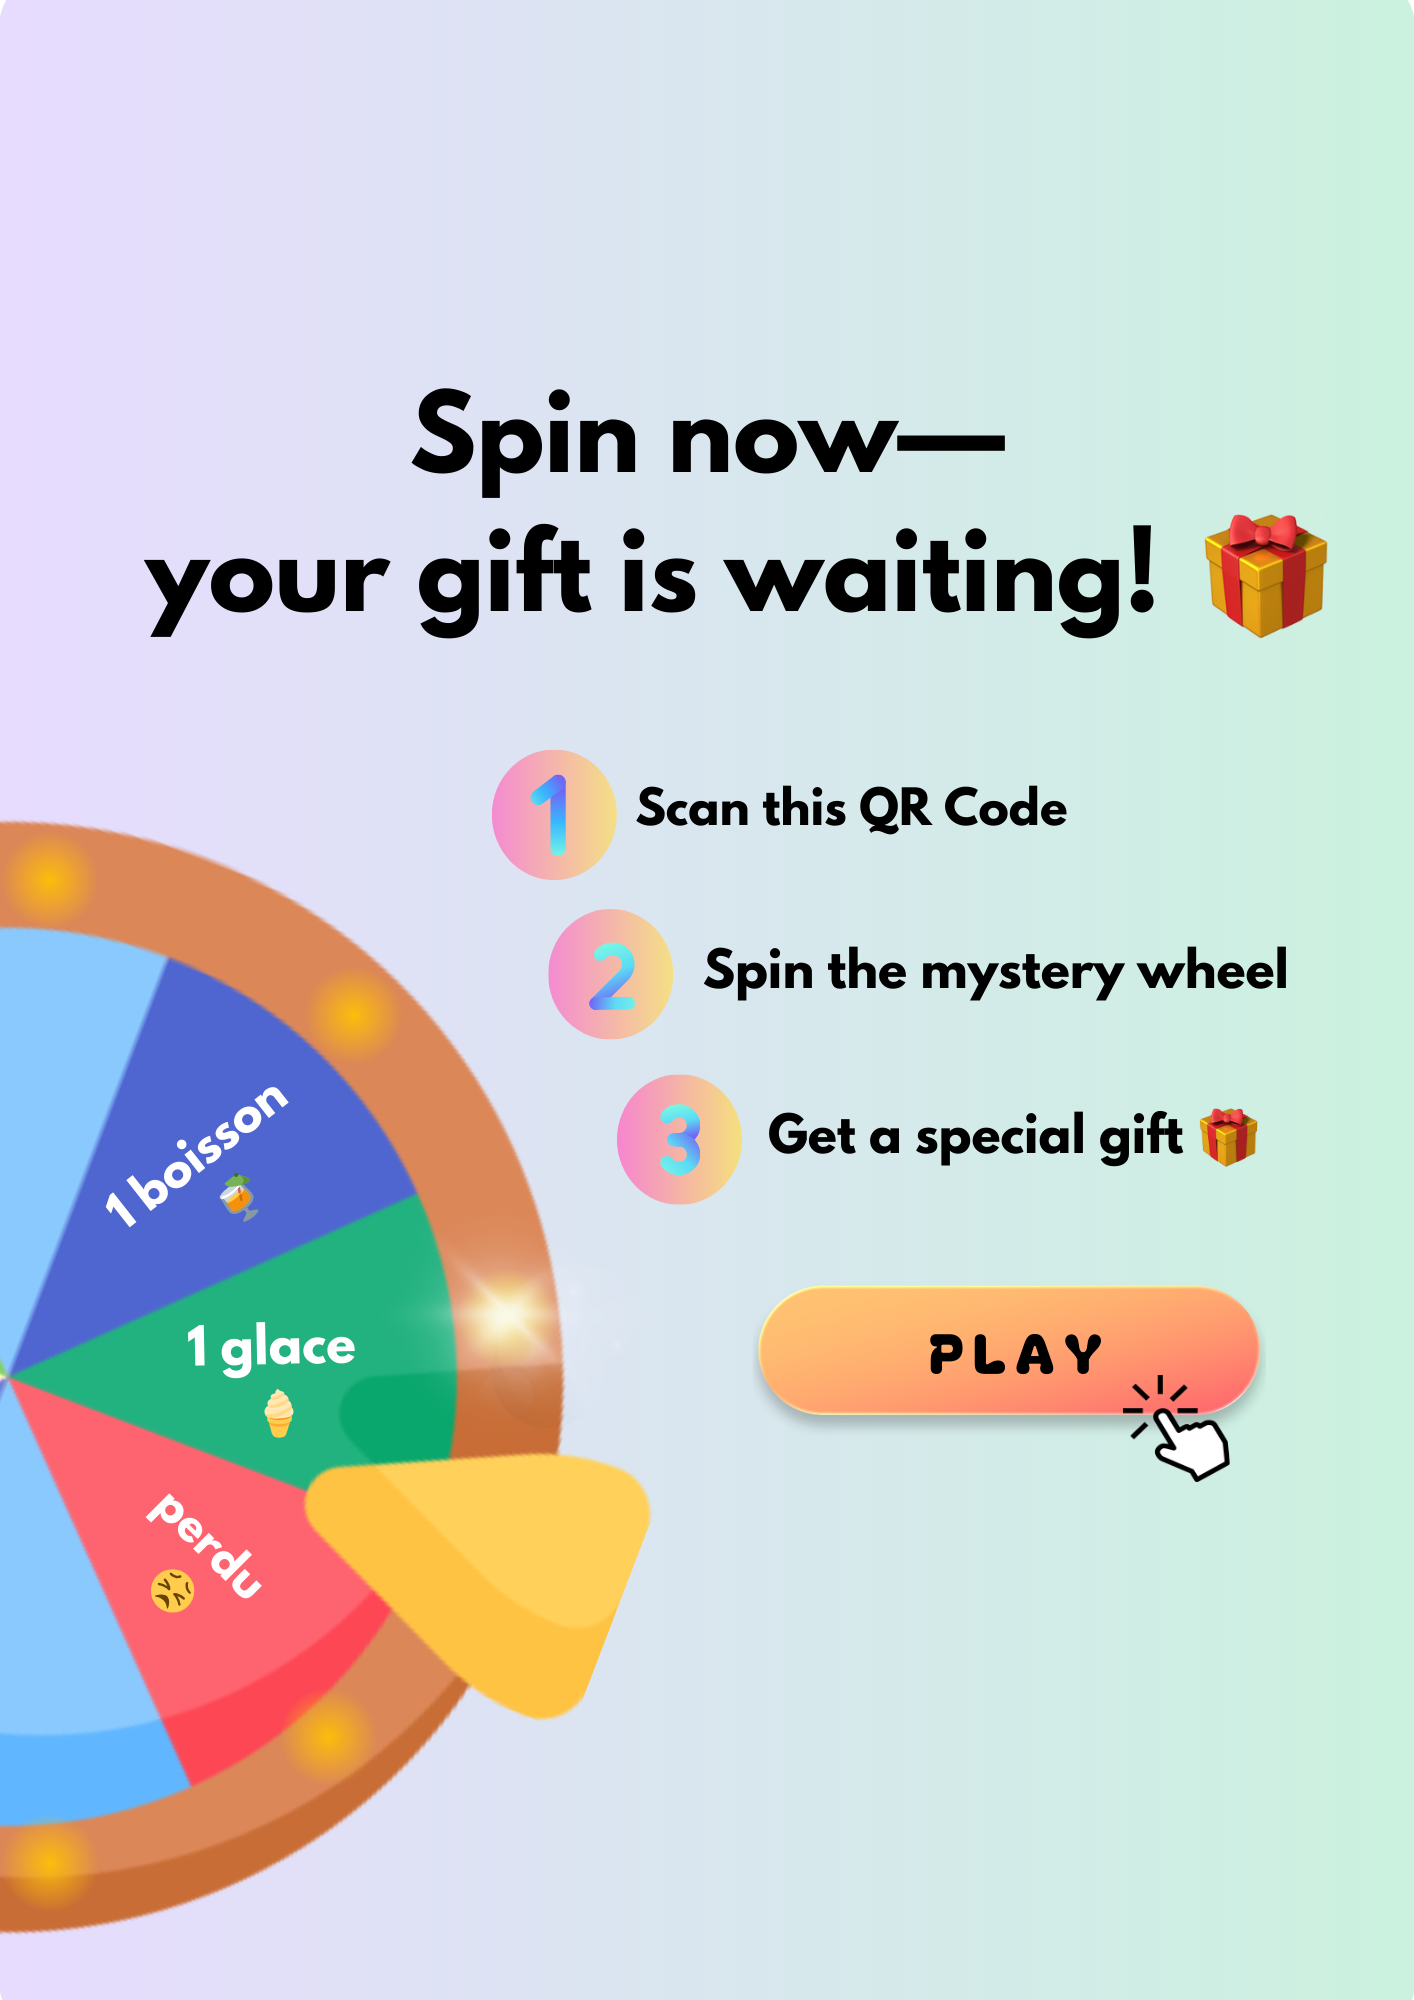 Spin now—
your gift is waiting! 🎁
1 Scan this QR Code
2 Spin the mystery wheel
3 Get a special gift 🎁
1 boisson
1 glace
perdu
PLAY